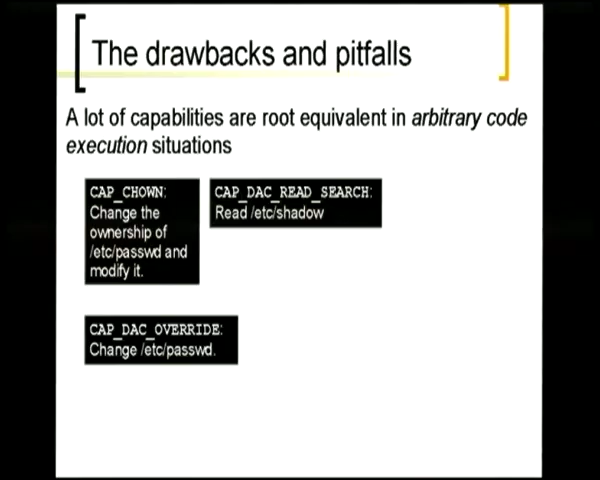 The drawbacks and pitfalls
A lot of capabilities are root equivalent in arbitrary code
execution situations
CAP_CHOWN:
Change the
ownership of
/etc/passwd and
modify it.
CAP_DAC_READ_SEARCH:
Read /etc/shadow
CAP_DAC_OVERRIDE:
Change /etc/passwd.